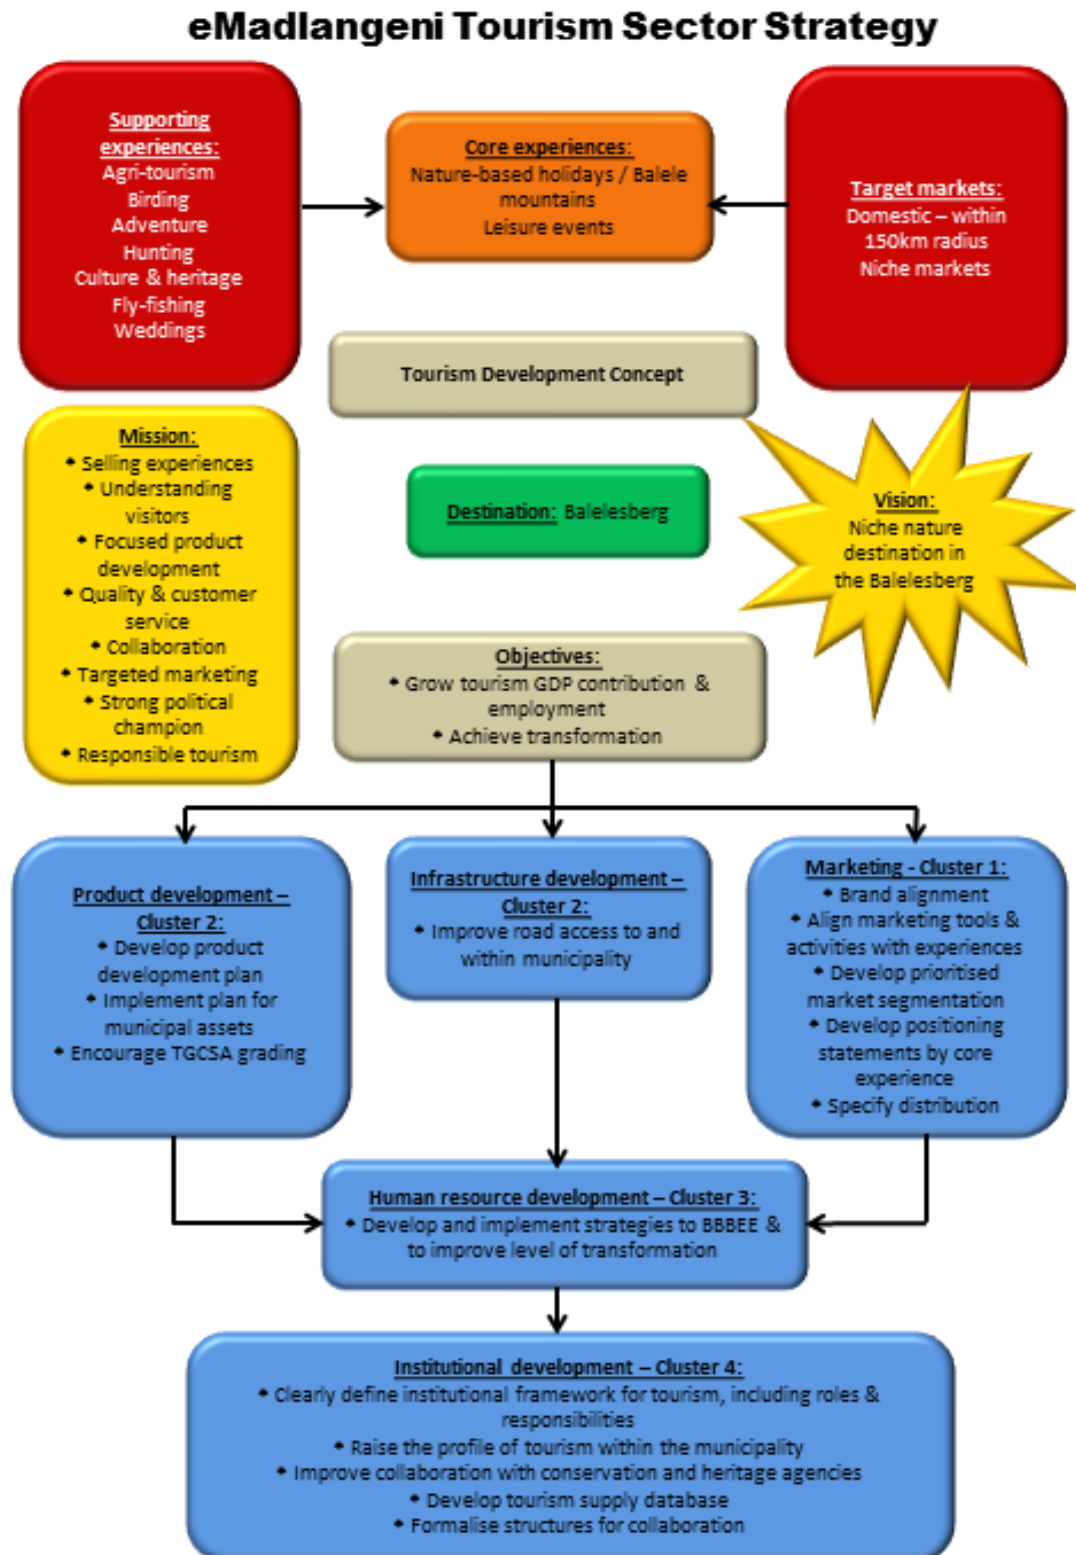 eMadlangeni Tourism Sector Strategy
Supporting
experiences:
Agri-tourism
Birding
Adventure
Hunting
Culture & heritage
Fly-fishing
Weddings
Core experiences:
Nature-based holidays / Balele
mountains
Leisure events
Target markets:
Domestic – within
150km radius
Niche markets
Tourism Development Concept
Mission:
• Selling experiences
• Understanding
visitors
• Focused product
development
• Quality & customer
service
• Collaboration
• Targeted marketing
• Strong political
champion
• Responsible tourism
Destination: Balelesberg
Vision:
Niche nature
destination in
the Balelesberg
Objectives:
• Grow tourism GDP contribution &
employment
• Achieve transformation
Product development –
Cluster 2:
• Develop product
development plan
• Implement plan for
municipal assets
• Encourage TGCSA grading
Infrastructure development –
Cluster 2:
• Improve road access to and
within municipality
Marketing - Cluster 1:
• Brand alignment
• Align marketing tools &
activities with experiences
• Develop prioritised
market segmentation
• Develop positioning
statements by core
experience
• Specify distribution
Human resource development – Cluster 3:
• Develop and implement strategies to BBBEE &
to improve level of transformation
Institutional development – Cluster 4:
• Clearly define institutional framework for tourism, including roles &
responsibilities
• Raise the profile of tourism within the municipality
• Improve collaboration with conservation and heritage agencies
• Develop tourism supply database
• Formalise structures for collaboration